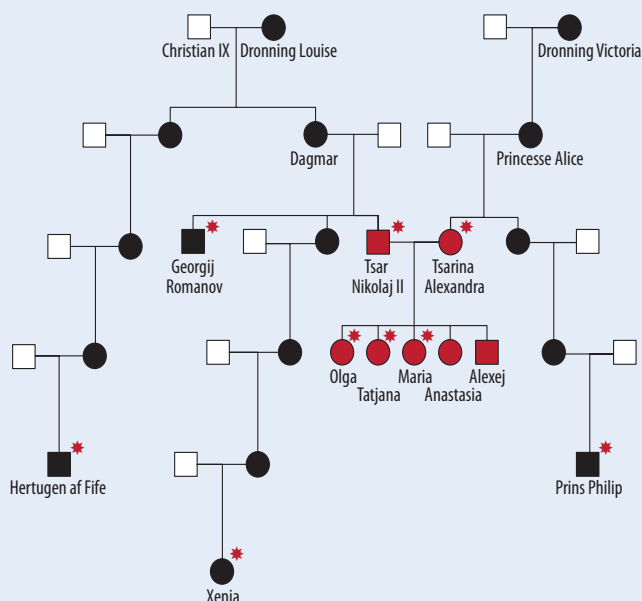 Christian IX
Dronning Louise
Dronning Victoria
Dagmar
Princesse Alice
Georgij
Romanov
Tsar
Nikolaj II
Tsarina
Alexandra
Olga
Tatjana
Maria
Anastasia
Alexej
Hertugen af Fife
Prins Philip
Xenia